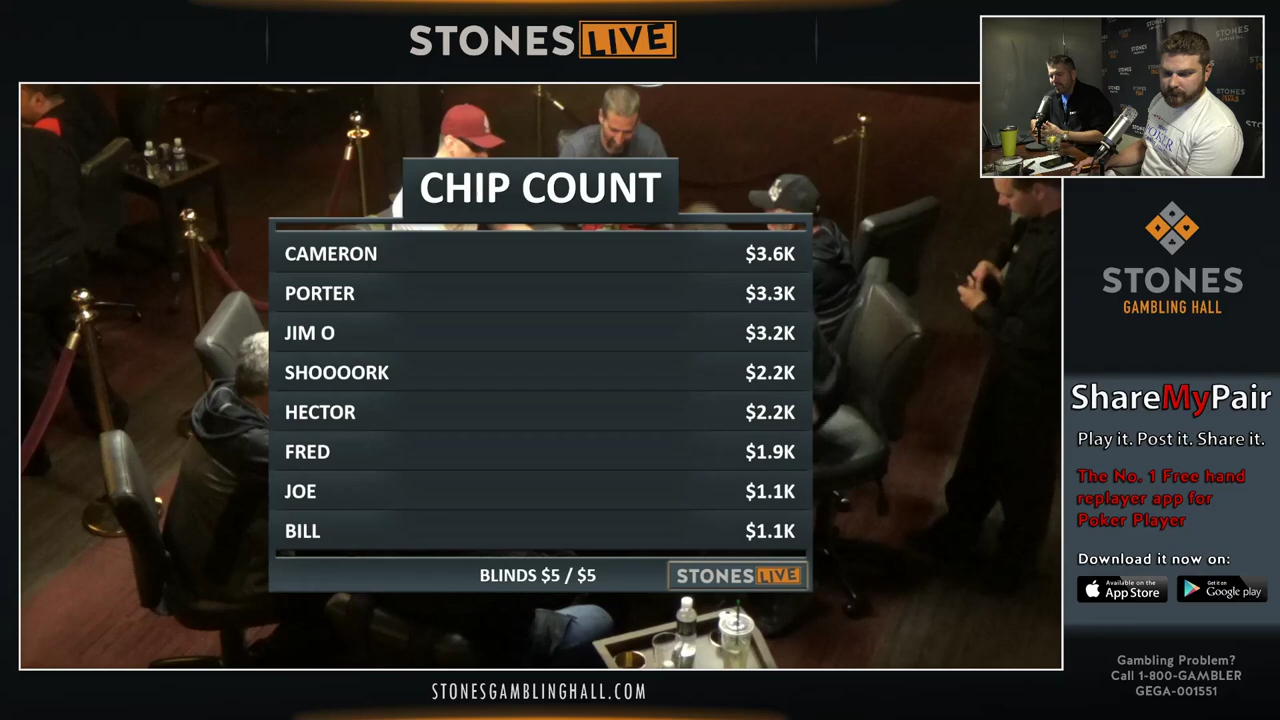 STONES LIVE
CHIP COUNT
CAMERON $3.6K
PORTER $3.3K
JIM O $3.2K
SHOOOORK $2.2K
HECTOR $2.2K
FRED $1.9K
JOE $1.1K
BILL $1.1K
BLINDS $5 / $5
STONES LIVE
STONESGAMBLINGHALL.COM
STONES
GAMBLING HALL
ShareMyPair
Play it. Post it. Share it.
The No. 1 Free hand
replayer app for
Poker Player
Download it now on:
Available on the
App Store
Get it on
Google play
Gambling Problem?
Call 1-800-GAMBLER
GEGA-001551